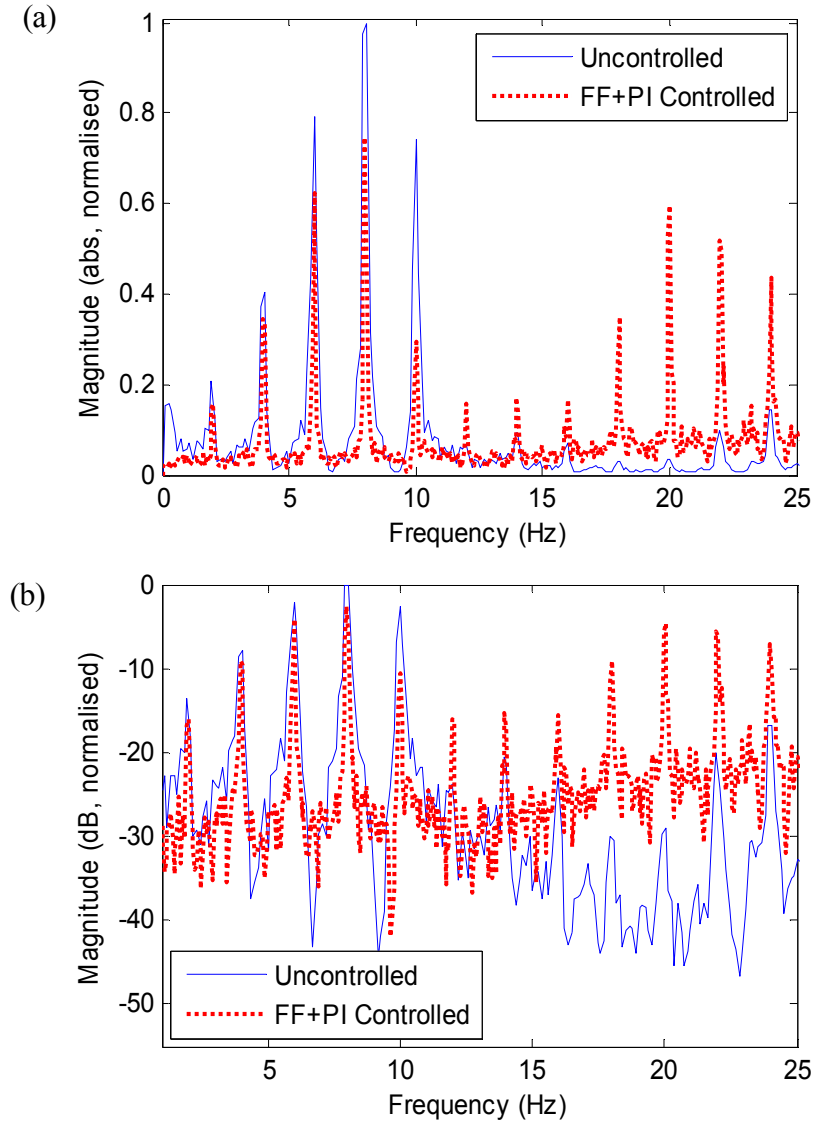 (a)
1
0.8
0.6
0.4
0.2
0
Magnitude (abs, normalised)
Uncontrolled
FF+PI Controlled
0 5 10 15 20 25
Frequency (Hz)
(b)
0
-10
-20
-30
-40
-50
Magnitude (dB, normalised)
Uncontrolled
FF+PI Controlled
5 10 15 20 25
Frequency (Hz)